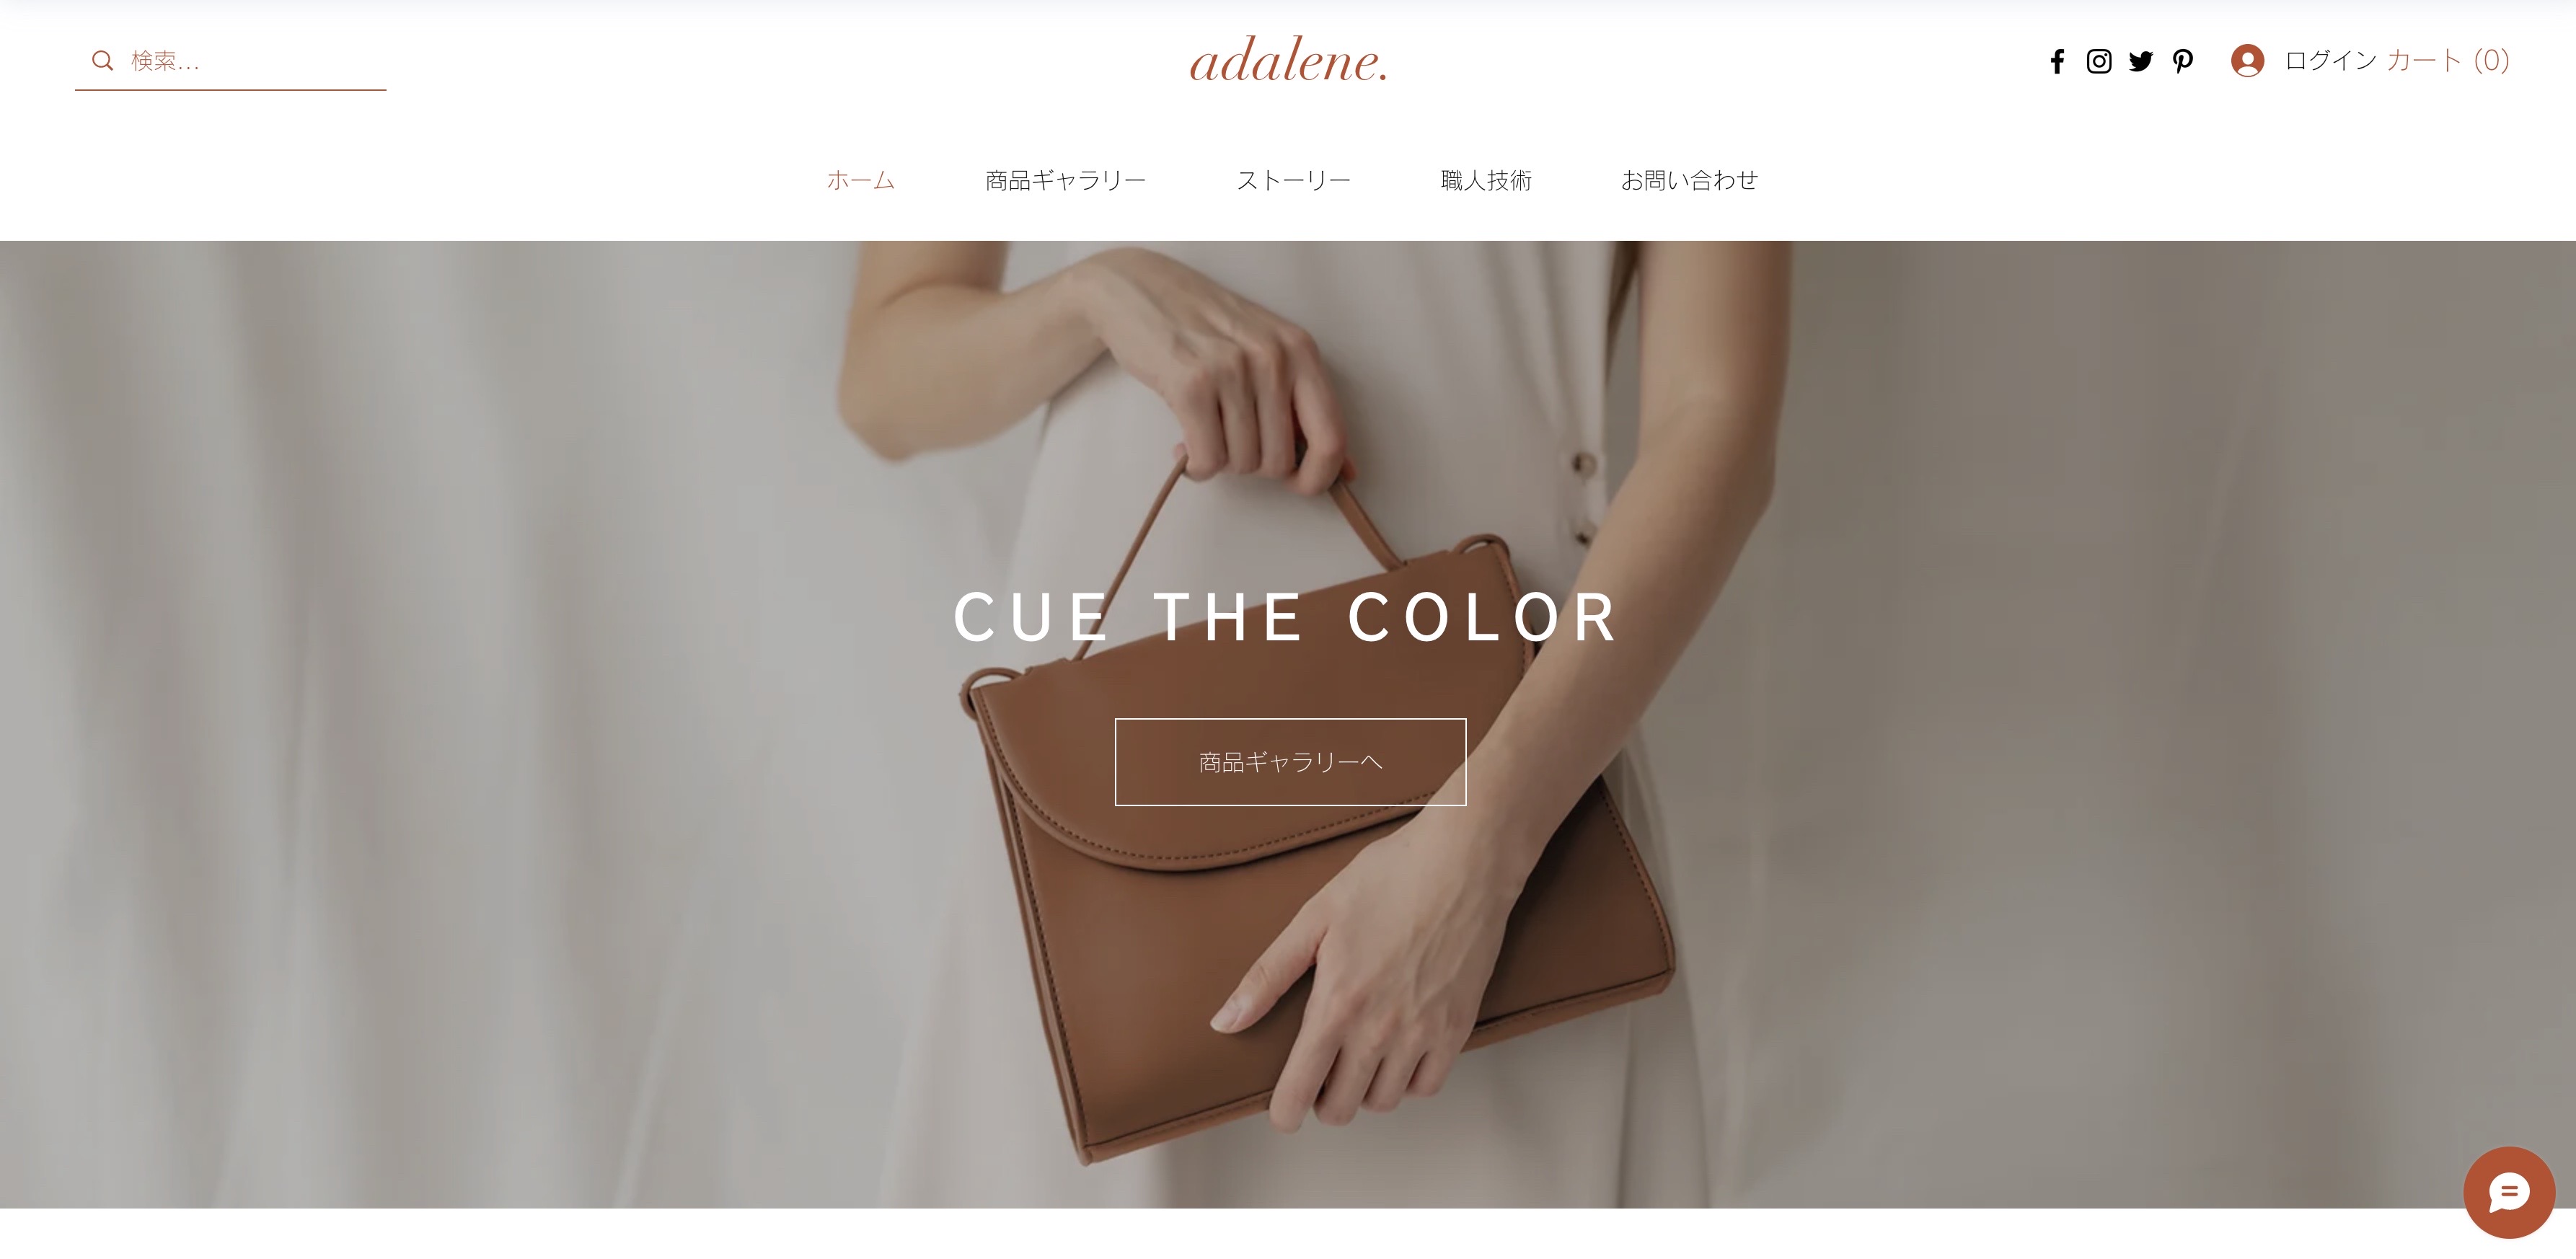 検索...
adalene.
ログイン カート (0)
ホーム 商品ギャラリー ストーリー 職人技術 お問い合わせ
CUE THE COLOR
商品ギャラリーへ